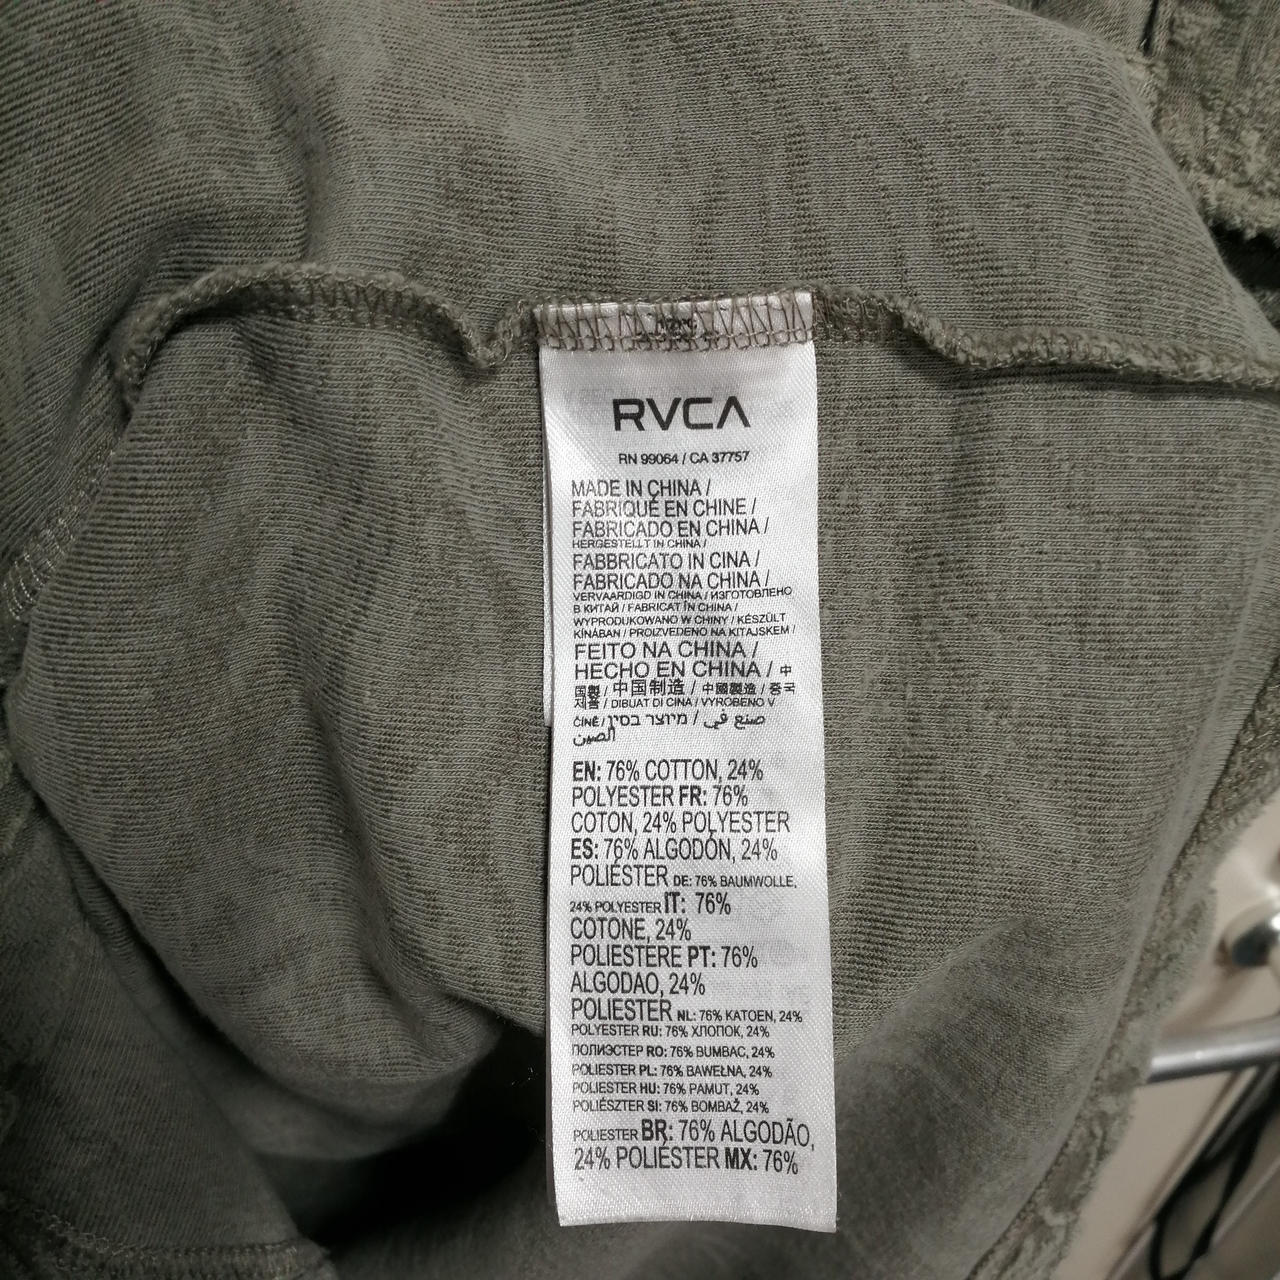 RVCA
RN 99064 / CA 37757
MADE IN CHINA /
FABRIQUÉ EN CHINE /
FABRICADO EN CHINA /
HERGESTELLT IN CHINA /
FABBRICATO IN CINA /
FABRICADO NA CHINA /
VERVAARDIGD IN CHINA / ИЗГОТОВЛЕНО
В КИТАЙ / FABRICAT ÎN CHINA /
WYPRODUKOWANO W CHINY / KÉSZÜLT
KÍNÁBAN / PROIZVEDENO NA KITAJSKEM /
FEITO NA CHINA /
HECHO EN CHINA / 中
国製 / 中国制造 / 中國製造 / 중국
제품 / DIBUAT DI CINA / VYROBENO V
ČÍNĚ / מיוצר בסין / صنع في
الصين
EN: 76% COTTON, 24%
POLYESTER FR: 76%
COTON, 24% POLYESTER
ES: 76% ALGODÓN, 24%
POLIÉSTER DE: 76% BAUMWOLLE,
24% POLYESTER IT: 76%
COTONE, 24%
POLIESTERE PT: 76%
ALGODAO, 24%
POLIESTER NL: 76% KATOEN, 24%
POLYESTER RU: 76% ХЛОПОК, 24%
ПОЛИЭСТЕР RO: 76% BUMBAC, 24%
POLIESTER PL: 76% BAWEŁNA, 24%
POLIESTER HU: 76% PAMUT, 24%
POLIÉSZTER SI: 76% BOMBAŽ, 24%
POLIESTER BR: 76% ALGODÃO,
24% POLIÉSTER MX: 76%